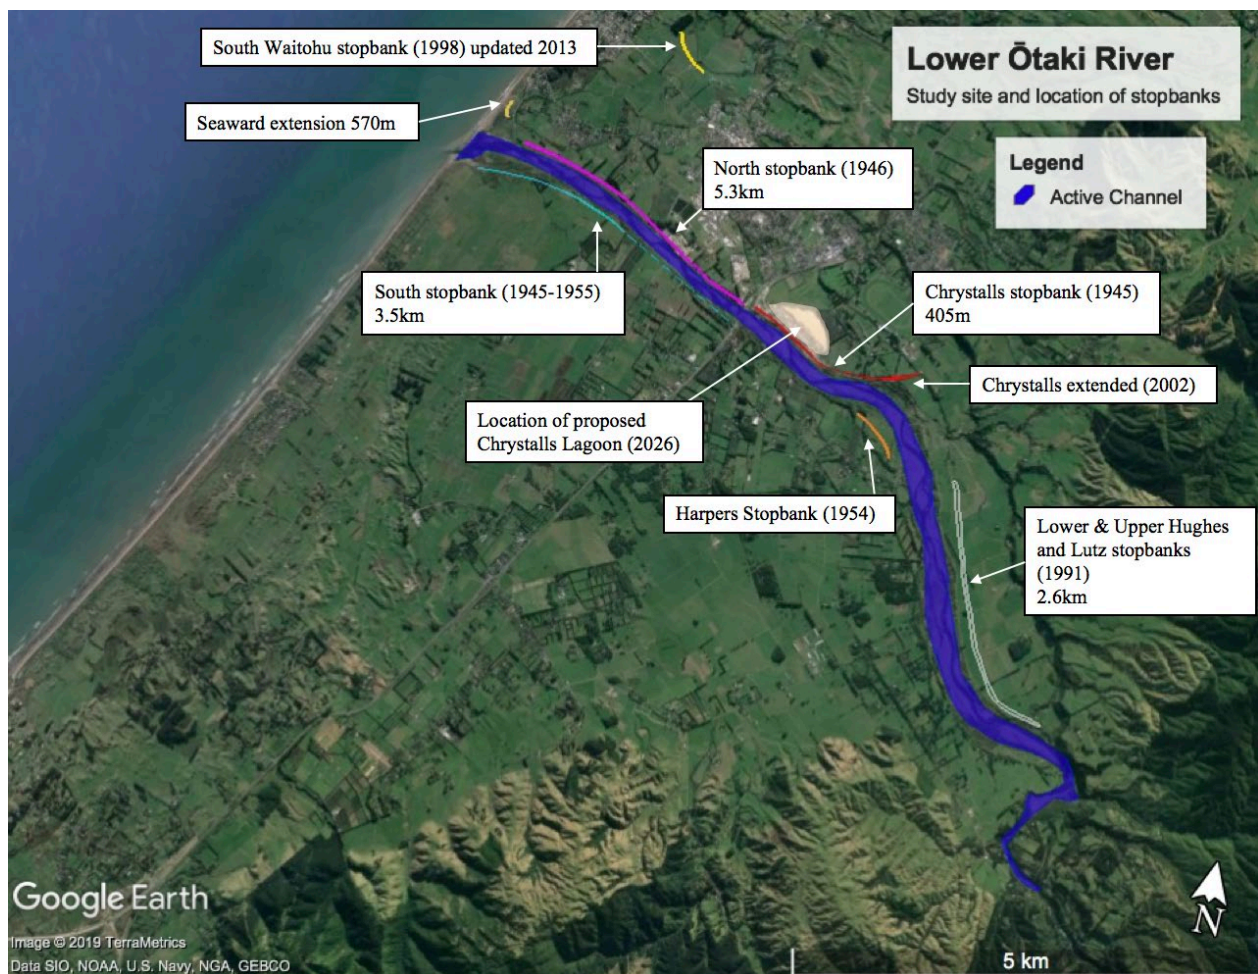 South Waitohu stopbank (1998) updated 2013
Lower Ōtaki River
Study site and location of stopbanks
Seaward extension 570m
Legend
Active Channel
North stopbank (1946)
5.3km
South stopbank (1945-1955)
3.5km
Chrystalls stopbank (1945)
405m
Chrystalls extended (2002)
Location of proposed
Chrystalls Lagoon (2026)
Harpers Stopbank (1954)
Lower & Upper Hughes
and Lutz stopbanks
(1991)
2.6km
Google Earth
Image © 2019 TerraMetrics
Data SIO, NOAA, U.S. Navy, NGA, GEBCO
N
5 km